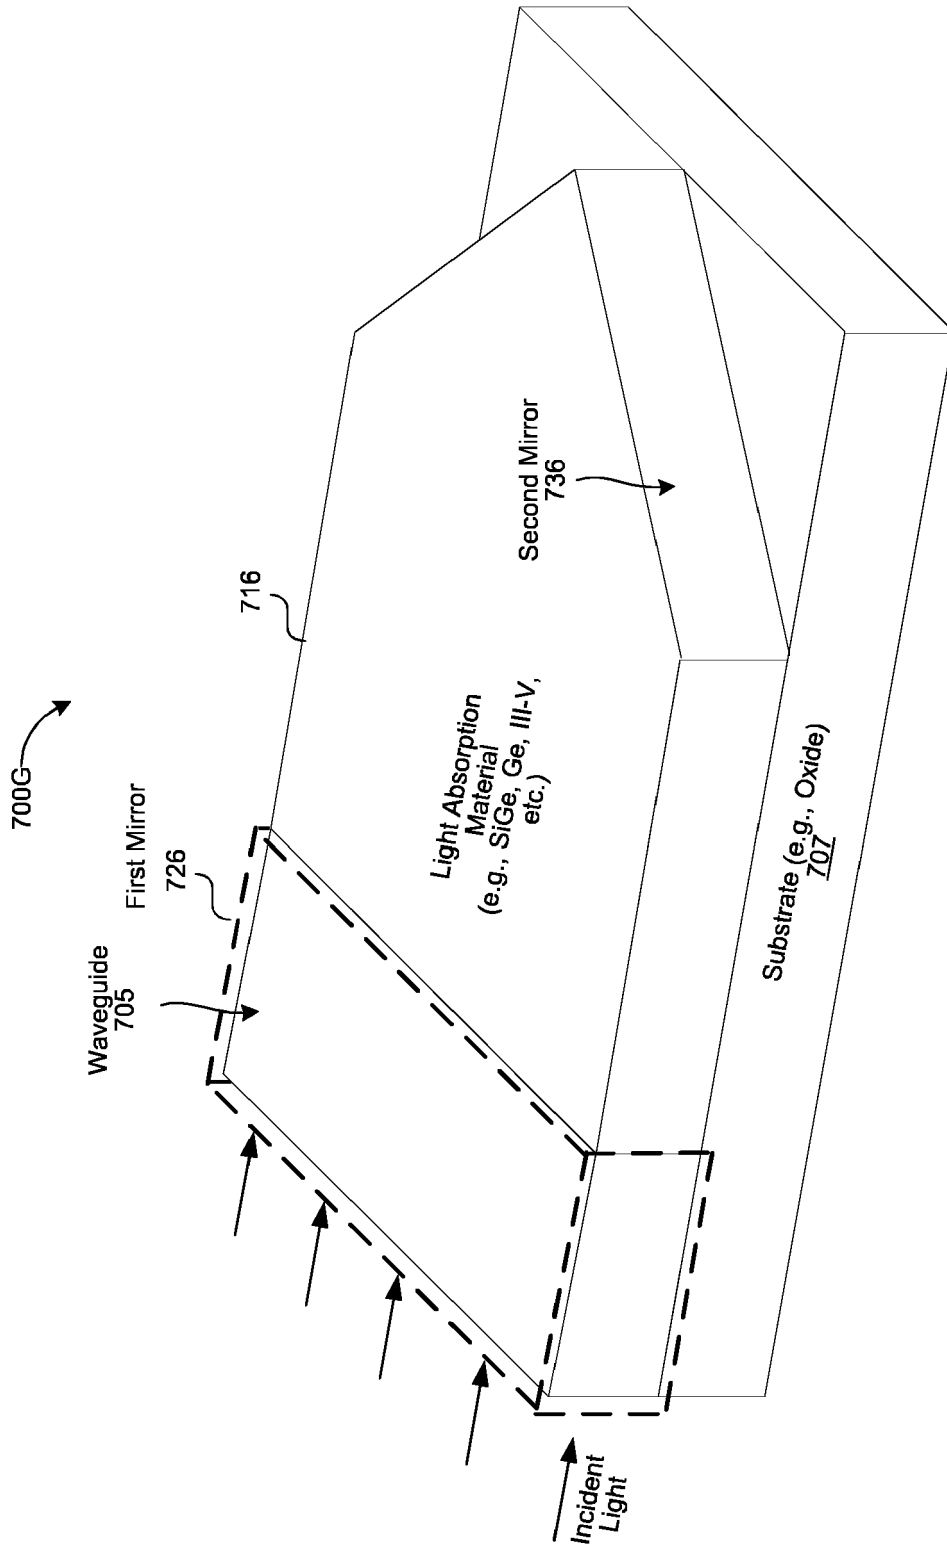 700G
First Mirror
726
Waveguide
705
716
Second Mirror
736
Light Absorption
Material
(e.g., SiGe, Ge, III-V,
etc.)
Substrate (e.g., Oxide)
707
Incident
Light